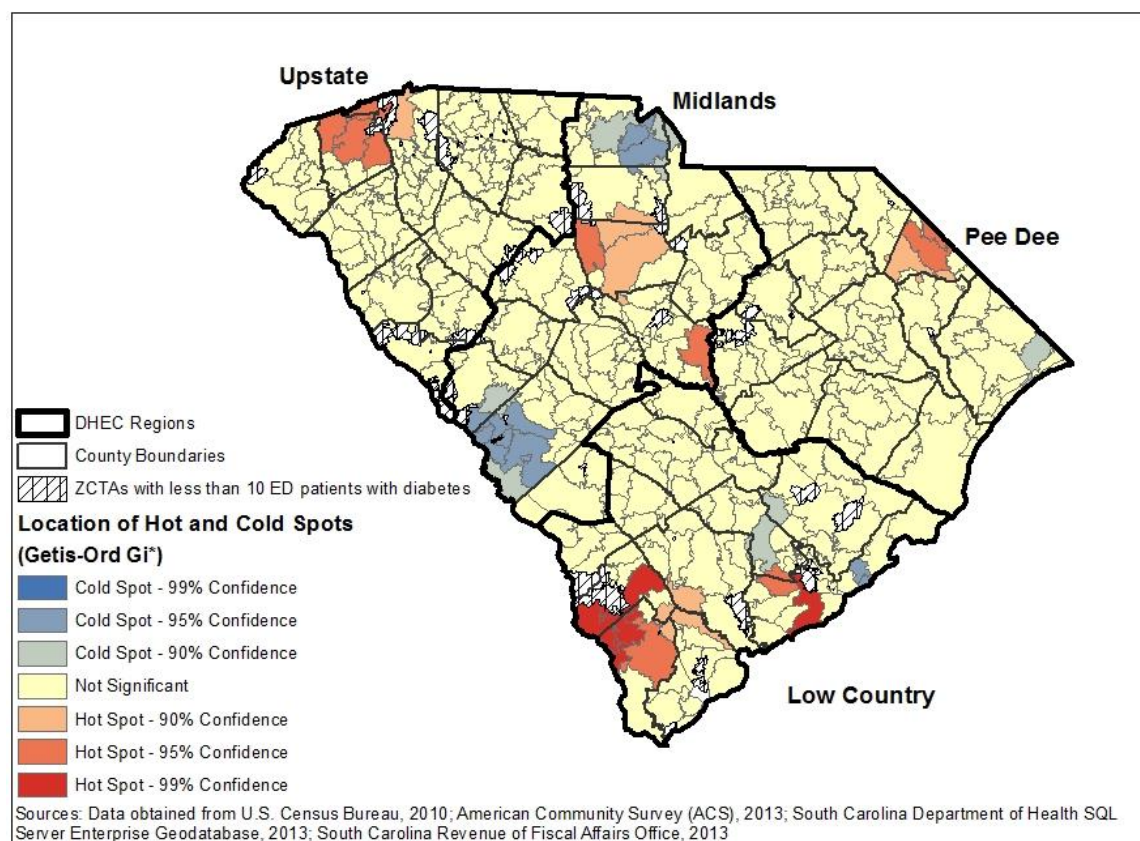 Upstate
Midlands
Pee Dee
Low Country
DHEC Regions
County Boundaries
ZCTAs with less than 10 ED patients with diabetes
Location of Hot and Cold Spots
(Getis-Ord Gi*)
Cold Spot - 99% Confidence
Cold Spot - 95% Confidence
Cold Spot - 90% Confidence
Not Significant
Hot Spot - 90% Confidence
Hot Spot - 95% Confidence
Hot Spot - 99% Confidence
Sources: Data obtained from U.S. Census Bureau, 2010; American Community Survey (ACS), 2013; South Carolina Department of Health SQL
Server Enterprise Geodatabase, 2013; South Carolina Revenue of Fiscal Affairs Office, 2013